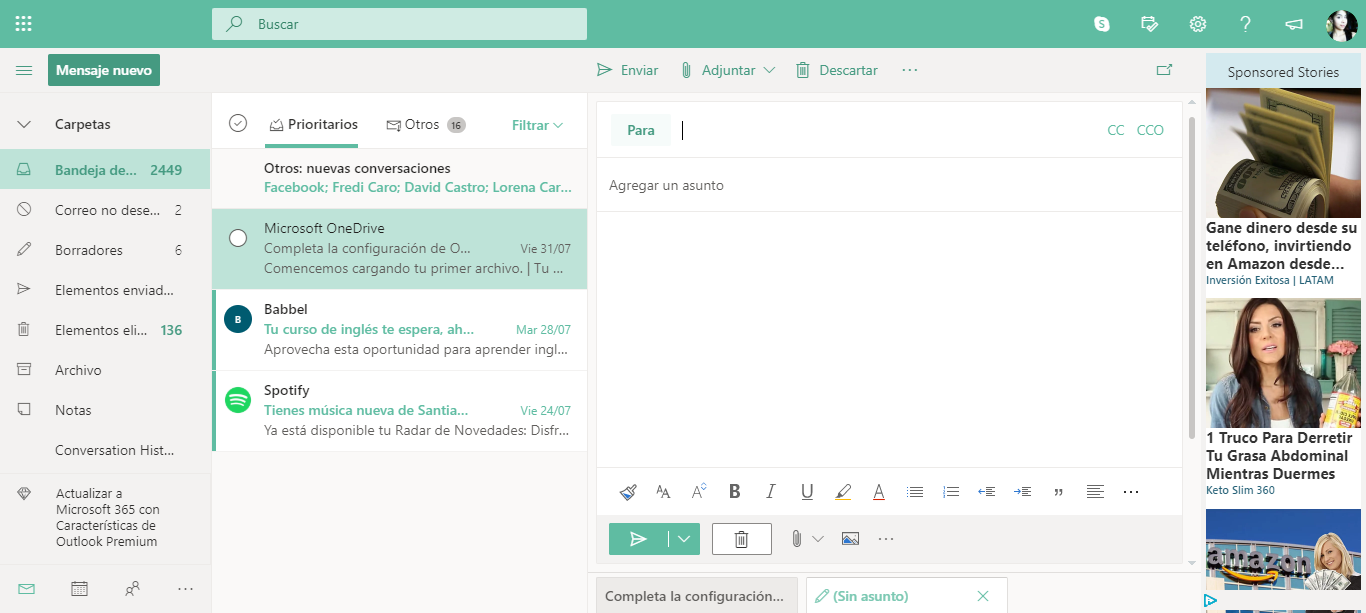 Buscar
Mensaje nuevo
Enviar
Adjuntar
Descartar
Sponsored Stories
Carpetas
Bandeja de... 2449
Correo no dese... 2
Borradores 6
Elementos enviad...
Elementos eli... 136
Archivo
Notas
Conversation Hist...
Actualizar a
Microsoft 365 con
Características de
Outlook Premium
Prioritarios
Otros 16
Filtrar
Otros: nuevas conversaciones
Facebook; Fredi Caro; David Castro; Lorena Car...
Microsoft OneDrive
Completa la configuración de O... Vie 31/07
Comencemos cargando tu primer archivo. | Tu ...
B
Babbel
Tu curso de inglés te espera, ah... Mar 28/07
Aprovecha esta oportunidad para aprender ingl...
Spotify
Tienes música nueva de Santia... Vie 24/07
Ya está disponible tu Radar de Novedades: Disfr...
Para
CC CCO
Agregar un asunto
Completa la configuración...
(Sin asunto)
Gane dinero desde su
teléfono, invirtiendo
en Amazon desde...
Inversión Exitosa | LATAM
1 Truco Para Derretir
Tu Grasa Abdominal
Mientras Duermes
Keto Slim 360
amazon